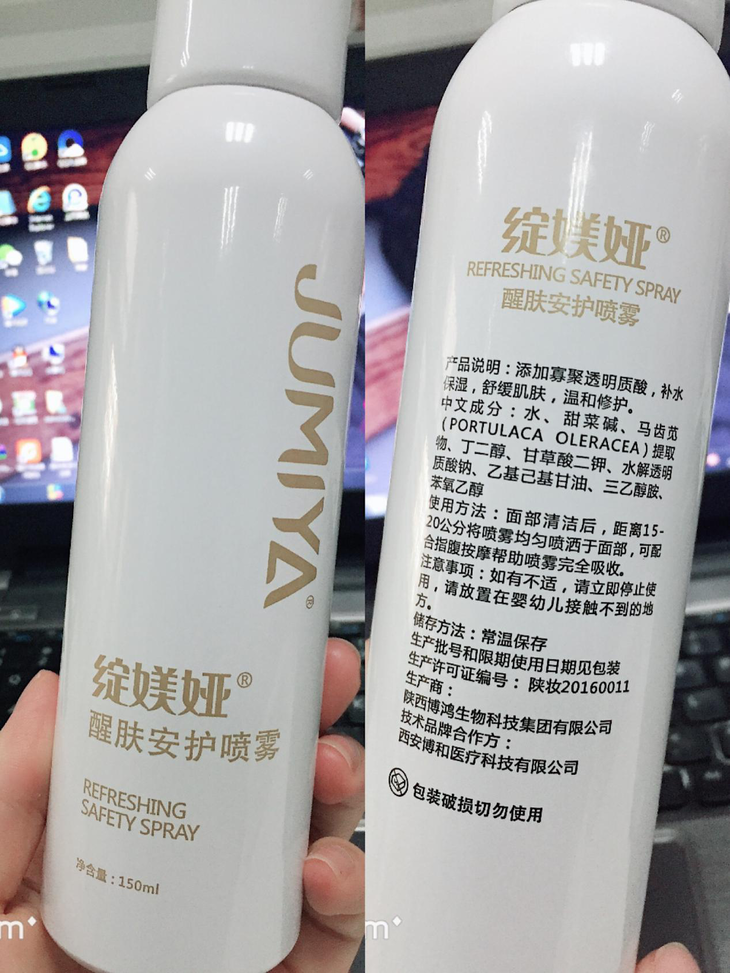 JUMIYA®
绽媄娅®
醒肤安护喷雾
REFRESHING
SAFETY SPRAY
净含量：150ml
绽媄娅®
REFRESHING SAFETY SPRAY
醒肤安护喷雾
产品说明：添加寡聚透明质酸，补水
保湿，舒缓肌肤，温和修护。
中文成分：水、甜菜碱、马齿苋
（PORTULACA OLERACEA）提取
物、丁二醇、甘草酸二钾、水解透明
质酸钠、乙基己基甘油、三乙醇胺、
苯氧乙醇
使用方法：面部清洁后，距离15-
20公分将喷雾均匀喷洒于面部，可配
合指腹按摩帮助喷雾完全吸收。
注意事项：如有不适，请立即停止使
用，请放置在婴幼儿接触不到的地
方。
储存方法：常温保存
生产批号和限期使用日期见包装
生产许可证编号：陕妆20160011
生产商：
陕西博鸿生物科技集团有限公司
技术品牌合作方：
西安博和医疗科技有限公司
包装破损切勿使用